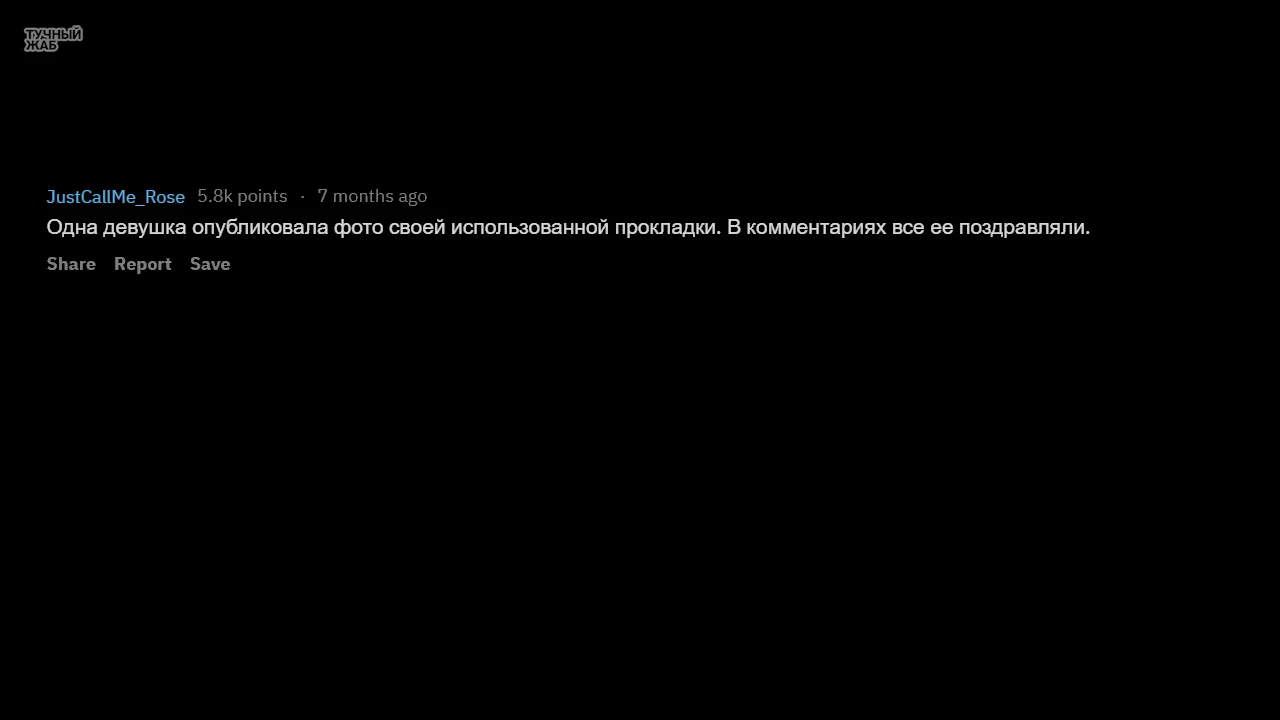 ТУЧНЫЙ
ЖАБ
JustCallMe_Rose 5.8k points · 7 months ago
Одна девушка опубликовала фото своей использованной прокладки. В комментариях все ее поздравляли.
Share Report Save